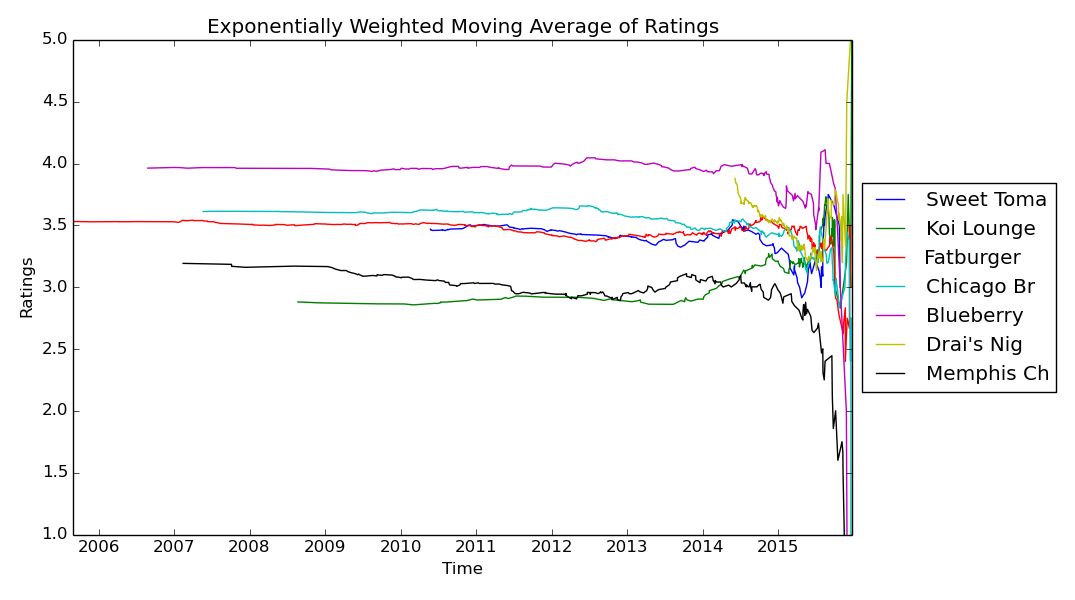 Exponentially Weighted Moving Average of Ratings
5.0
4.5
4.0
3.5
3.0
2.5
2.0
1.5
1.0
Ratings
2006 2007 2008 2009 2010 2011 2012 2013 2014 2015
Time
Sweet Toma
Koi Lounge
Fatburger
Chicago Br
Blueberry
Drai's Nig
Memphis Ch